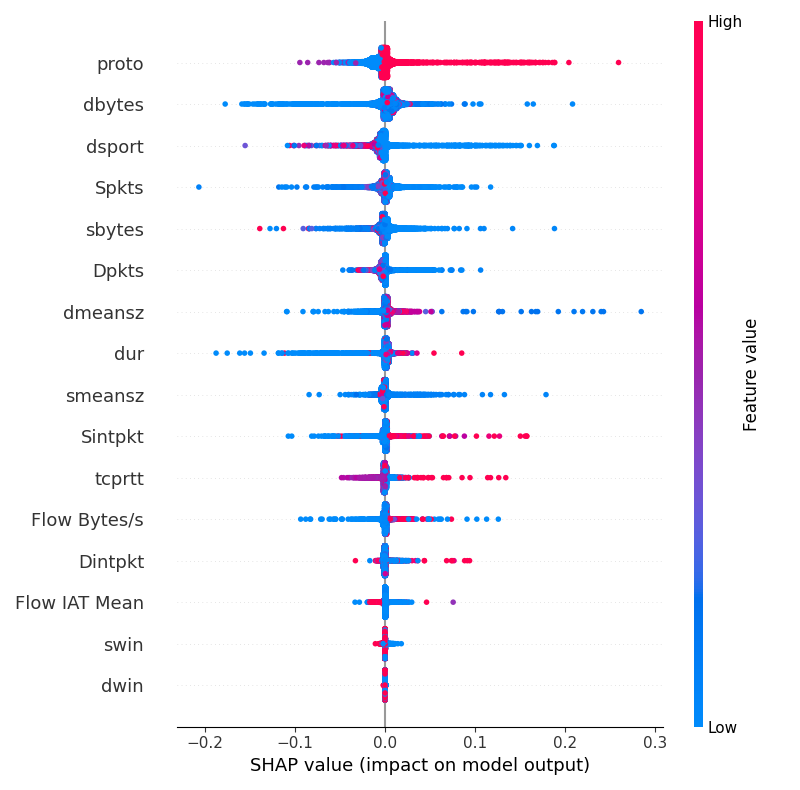 High
proto
dbytes
dsport
Spkts
sbytes
Dpkts
dmeansz
dur
smeansz
Sintpkt
tcprtt
Flow Bytes/s
Dintpkt
Flow IAT Mean
swin
dwin
Feature value
Low
−0.2 −0.1 0.0 0.1 0.2 0.3
SHAP value (impact on model output)